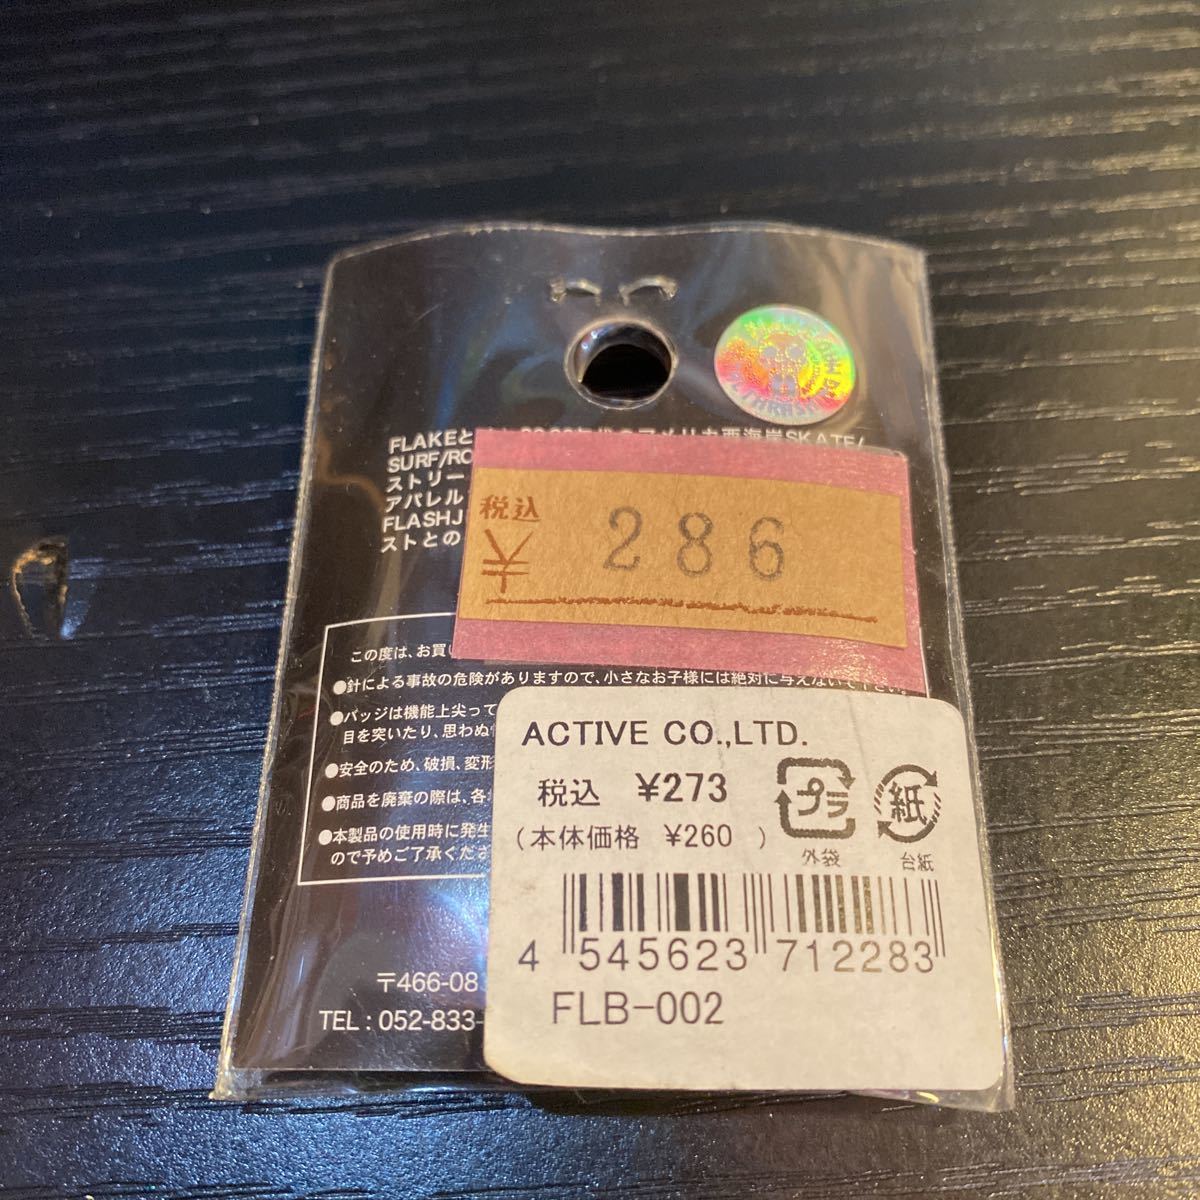 FLAKEと
SKATE/
SURF/RO
ストリー
アパレル
FLASHJ
ストとの
税込
¥ 286
この度は、お買い
●針による事故の危険がありますので、小さなお子様には絶対に与えないで下さい。
●バッジは機能上尖って
目を突いたり、思わぬ
●安全のため、破損、変形
●商品を廃棄の際は、各
●本製品の使用時に発生
ので予めご了承くださ
〒466-08
TEL : 052-833-
ACTIVE CO.,LTD.
税込 ¥273
(本体価格 ¥260 )
プラ
外袋
紙
台紙
4 545623 712283
FLB-002